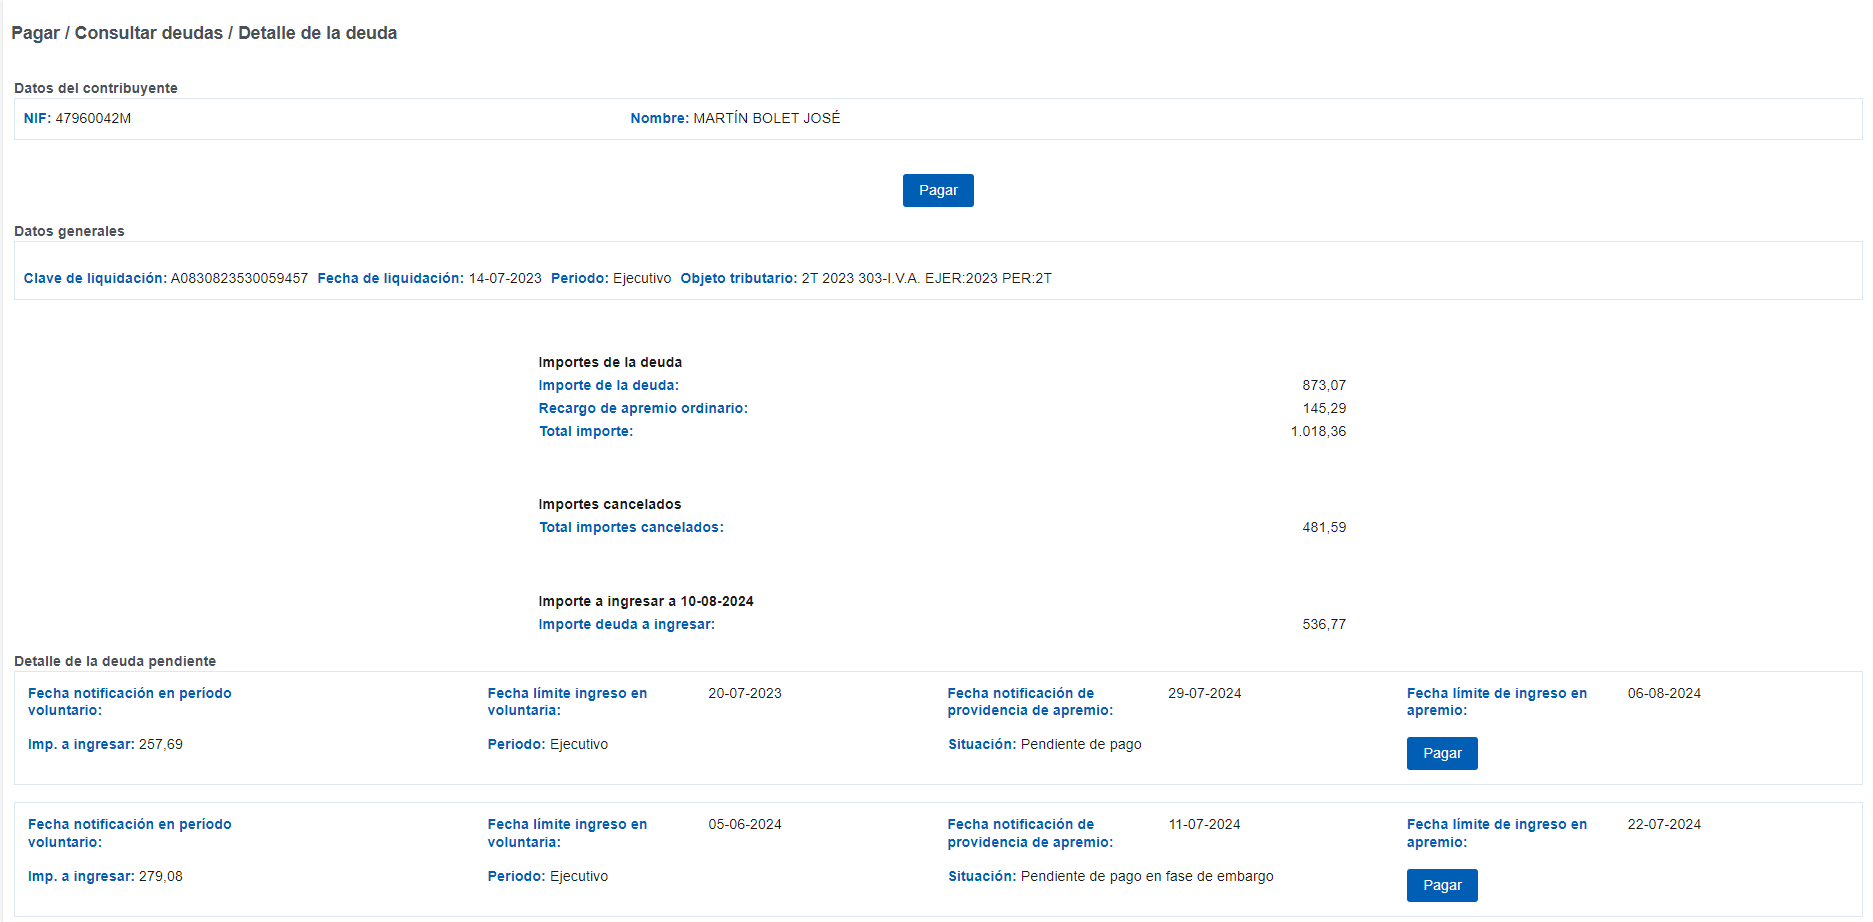 Pagar / Consultar deudas / Detalle de la deuda
Datos del contribuyente
NIF: 47960042M Nombre: MARTÍN BOLET JOSÉ
Pagar
Datos generales
Clave de liquidación: A0830823530059457 Fecha de liquidación: 14-07-2023 Periodo: Ejecutivo Objeto tributario: 2T 2023 303-I.V.A. EJER:2023 PER:2T
Importes de la deuda
Importe de la deuda: 873,07
Recargo de apremio ordinario: 145,29
Total importe: 1.018,36
Importes cancelados
Total importes cancelados: 481,59
Importe a ingresar a 10-08-2024
Importe deuda a ingresar: 536,77
Detalle de la deuda pendiente
Fecha notificación en período voluntario:
Fecha límite ingreso en voluntaria: 20-07-2023
Fecha notificación de providencia de apremio: 29-07-2024
Fecha límite de ingreso en apremio: 06-08-2024
Imp. a ingresar: 257,69 Periodo: Ejecutivo Situación: Pendiente de pago Pagar
Fecha notificación en período voluntario:
Fecha límite ingreso en voluntaria: 05-06-2024
Fecha notificación de providencia de apremio: 11-07-2024
Fecha límite de ingreso en apremio: 22-07-2024
Imp. a ingresar: 279,08 Periodo: Ejecutivo Situación: Pendiente de pago en fase de embargo Pagar